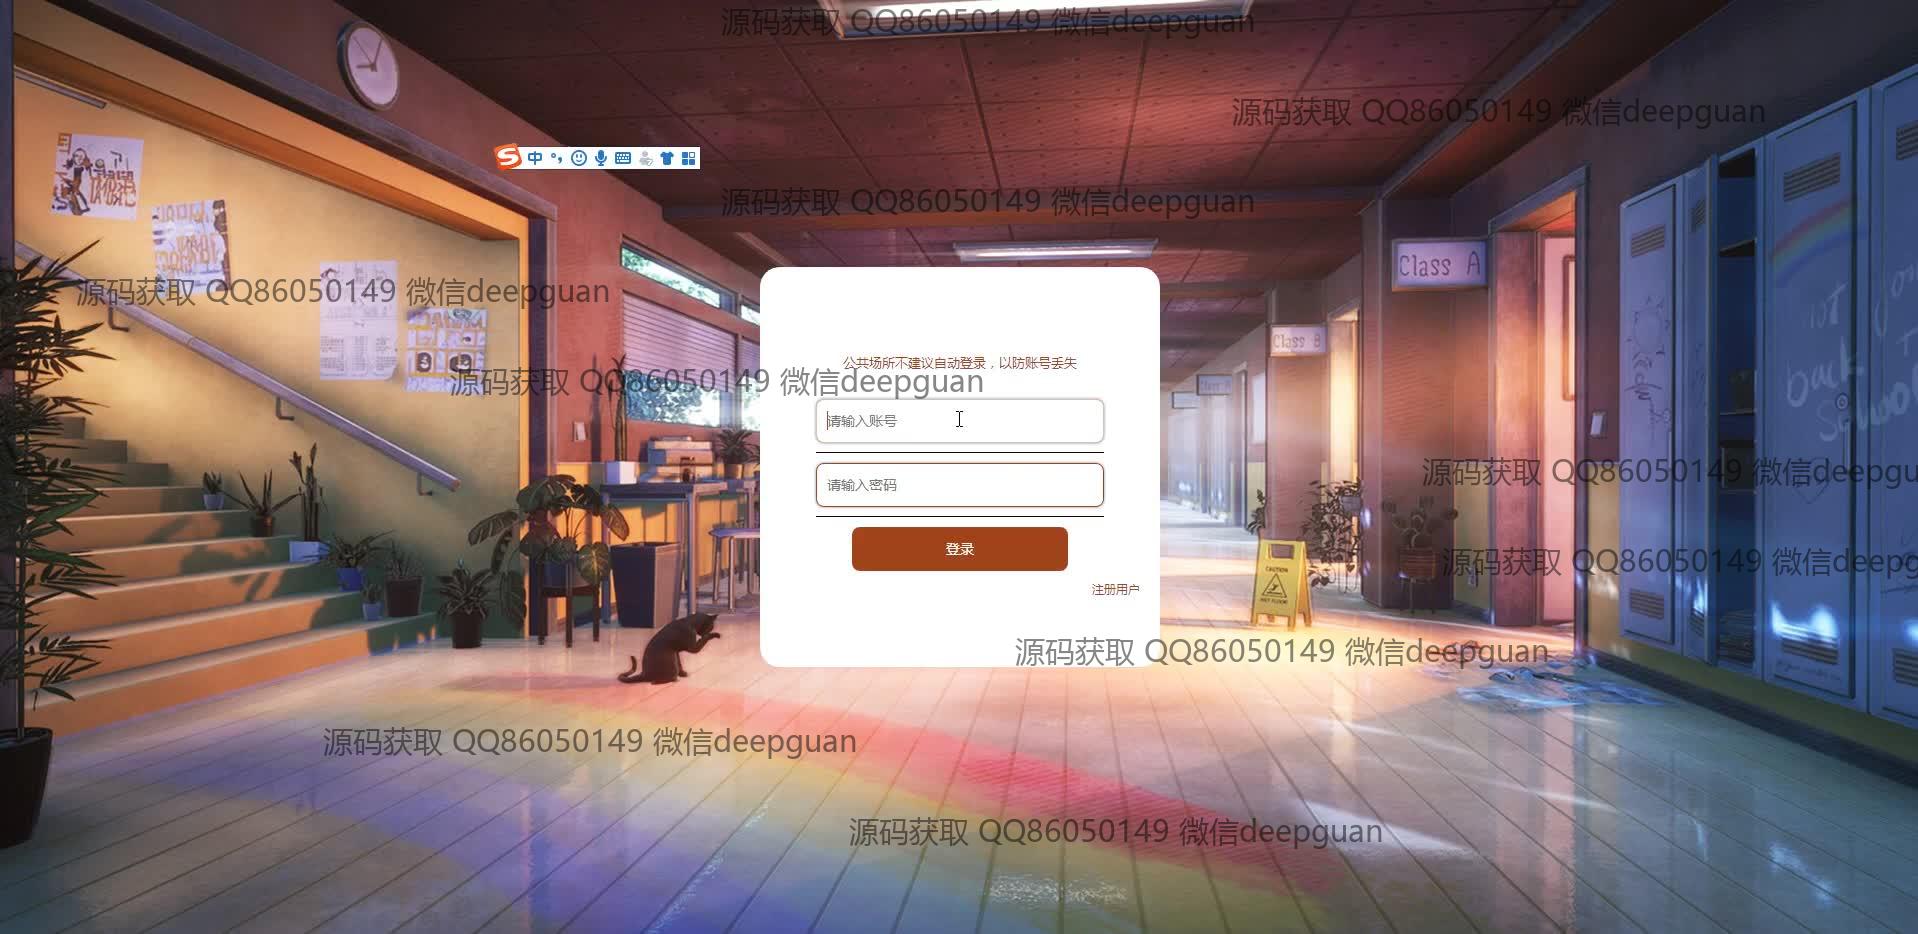 源码获取 QQ86050149 微信deepguan
源码获取 QQ86050149 微信deepguan
源码获取 QQ86050149 微信deepguan
中
Class A
源码获取 QQ86050149 微信deepguan
Class B
公共场所不建议自动登录，以防账号丢失
源码获取 QQ86050149 微信deepguan
请输入账号
back
School
源码获取 QQ86050149 微信deepgu
请输入密码
登录
源码获取 QQ86050149 微信deepg
CAUTION
WET FLOOR
注册用户
源码获取 QQ86050149 微信deepguan
源码获取 QQ86050149 微信deepguan
源码获取 QQ86050149 微信deepguan